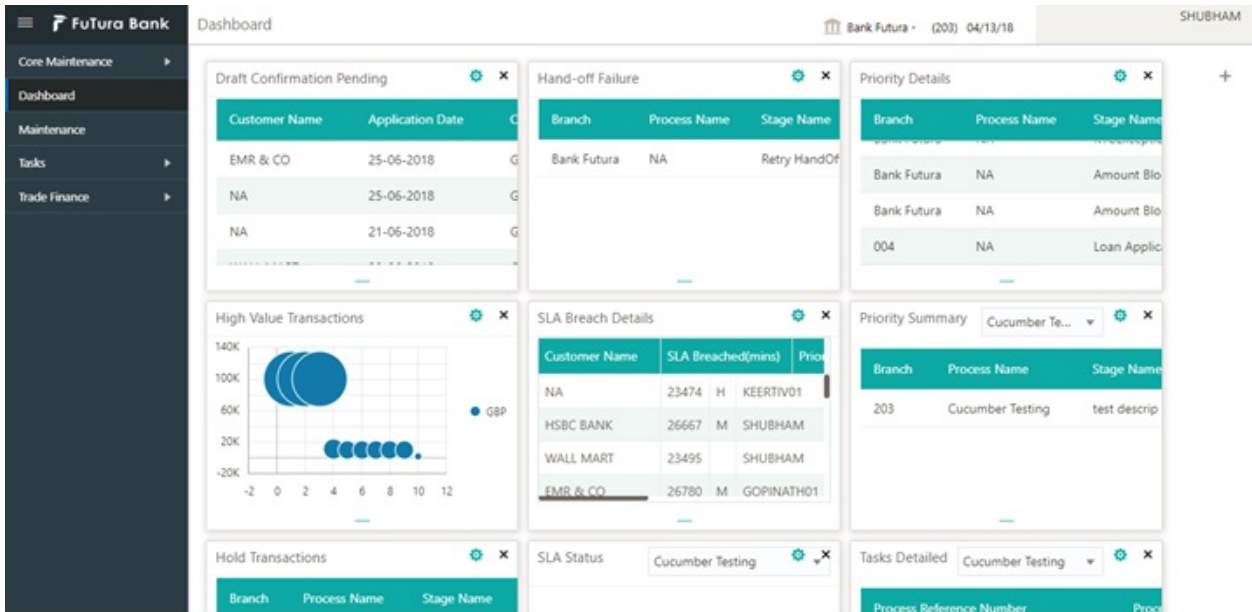 FuTura Bank
Dashboard
Bank Futura -
(203) 04/13/18
SHUBHAM
Core Maintenance
Dashboard
Maintenance
Tasks
Trade Finance
Draft Confirmation Pending
Customer Name Application Date
EMR & CO 25-06-2018
NA 25-06-2018
NA 21-06-2018
Hand-off Failure
Branch Process Name Stage Name
Bank Futura NA Retry HandOf
Priority Details
Branch Process Name Stage Name
Bank Futura NA Amount Blo
Bank Futura NA Amount Blo
004 NA Loan Applic
High Value Transactions
140K
100K
60K
20K
-20K
-2 0 2 4 6 8 10 12
GBP
SLA Breach Details
Customer Name SLA Breached(mins) Prior
NA 23474 H KEERTIV01
HSBC BANK 26667 M SHUBHAM
WALL MART 23495 SHUBHAM
EMR & CO 26780 M GOPINATH01
Priority Summary Cucumber Te...
Branch Process Name Stage Name
203 Cucumber Testing test descrip
Hold Transactions
Branch Process Name Stage Name
SLA Status Cucumber Testing
Tasks Detailed Cucumber Testing
Process Reference Number Proce